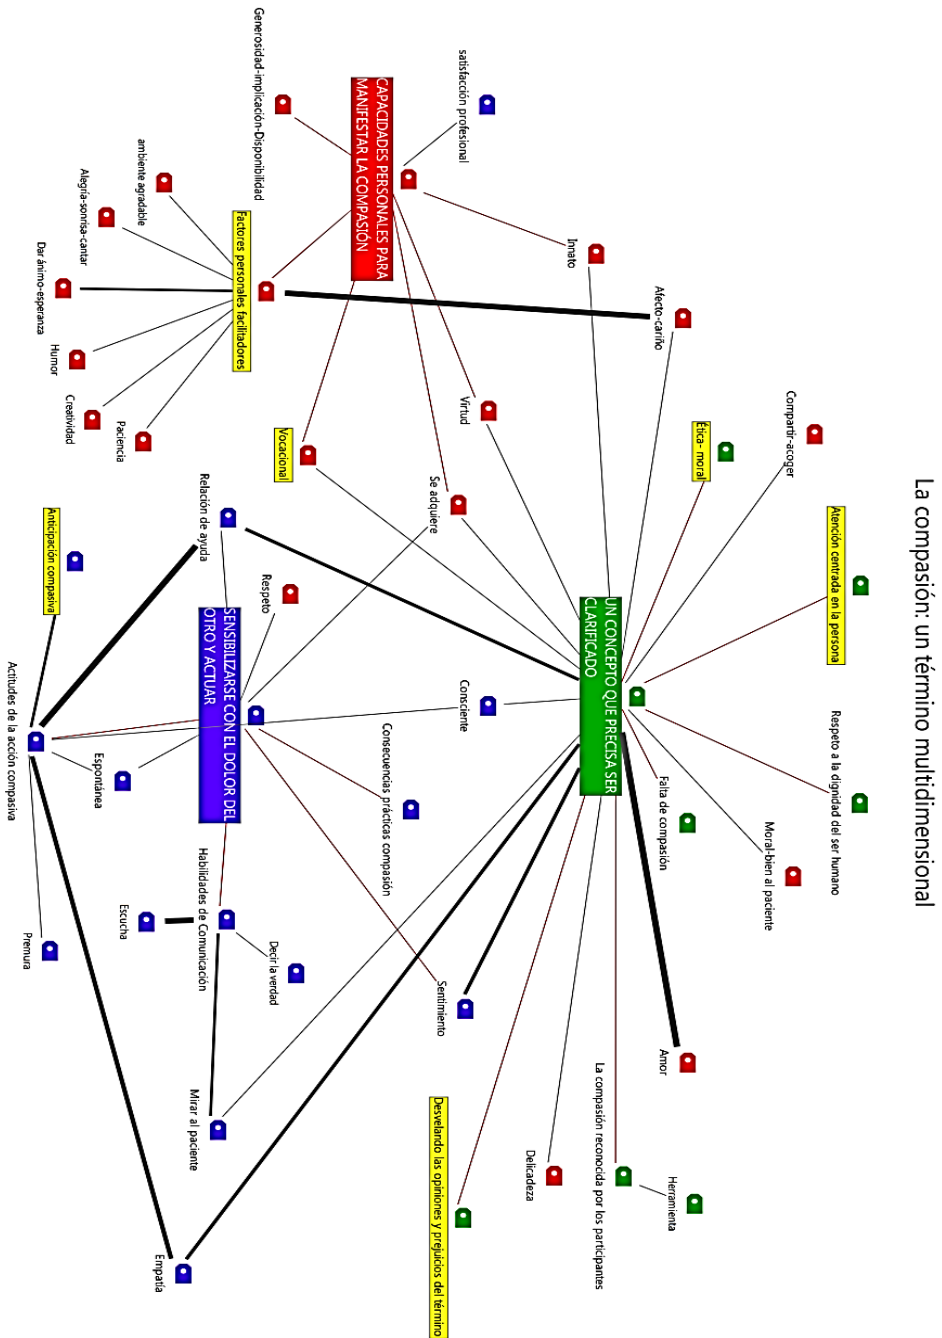 La compasión: un término multidimensional
Atención centrada en la persona
Respeto a la dignidad del ser humano
Compartir-acoger
Moral-bien al paciente
Ética- moral
Falta de compasión
Afecto-cariño
Amor
Herramienta
La compasión reconocida por los participantes
UN CONCEPTO QUE PRECISA SER
CLARIFICADO
Innato
Delicadeza
satisfacción profesional
Virtud
Consciente
Desvelando las opiniones y prejuicios del término
Se adquiere
Sentimiento
CAPACIDADES PERSONALES PARA
MANIFESTAR LA COMPASIÓN
Consecuencias prácticas compasión
Vocacional
Generosidad-implicación-Disponibilidad
Respeto
Decir la verdad
Factores personales facilitadores
SENSIBILIZARSE CON EL DOLOR DEL
OTRO Y ACTUAR
Relación de ayuda
Habilidades de Comunicación
Mirar al paciente
Empatía
ambiente agradable
Paciencia
Escucha
Alegría-sonrisa-cantar
Espontánea
Creatividad
Humor
Dar ánimo-esperanza
Anticipación compasiva
Actitudes de la acción compasiva
Premura